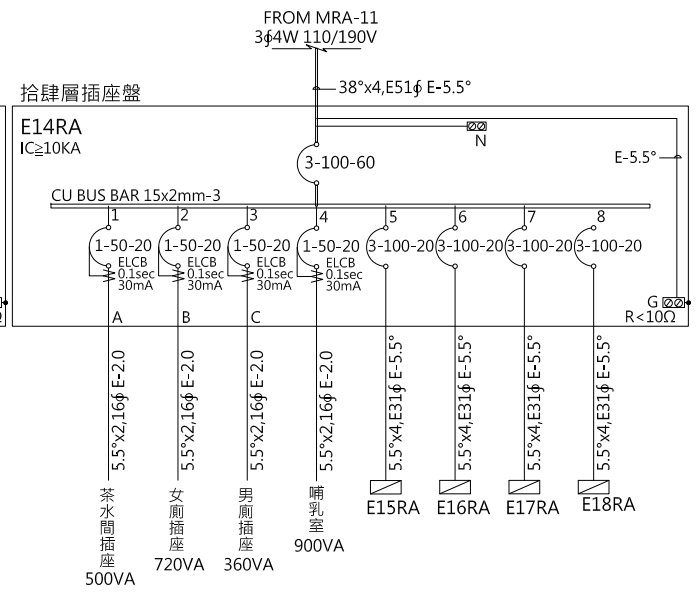 FROM MRA-11
3ϕ4W 110/190V
38°x4,E51ϕ E-5.5°
拾肆層插座盤
E14RA
IC≧10KA
N
E-5.5°
3-100-60
CU BUS BAR 15x2mm-3
1 2 3 4 5 6 7 8
1-50-20 1-50-20 1-50-20 1-50-20 3-100-20 3-100-20 3-100-20 3-100-20
ELCB ELCB ELCB ELCB
0.1sec 0.1sec 0.1sec 0.1sec
30mA 30mA 30mA 30mA
G
R<10Ω
Ω
A B C
5.5°x2,16ϕ E-2.0
5.5°x2,16ϕ E-2.0
5.5°x2,16ϕ E-2.0
5.5°x2,16ϕ E-2.0
5.5°x4,E31ϕ E-5.5°
5.5°x4,E31ϕ E-5.5°
5.5°x4,E31ϕ E-5.5°
5.5°x4,E31ϕ E-5.5°
茶水間插座
500VA
女廁插座
720VA
男廁插座
360VA
哺乳室
900VA
E15RA
E16RA
E17RA
E18RA